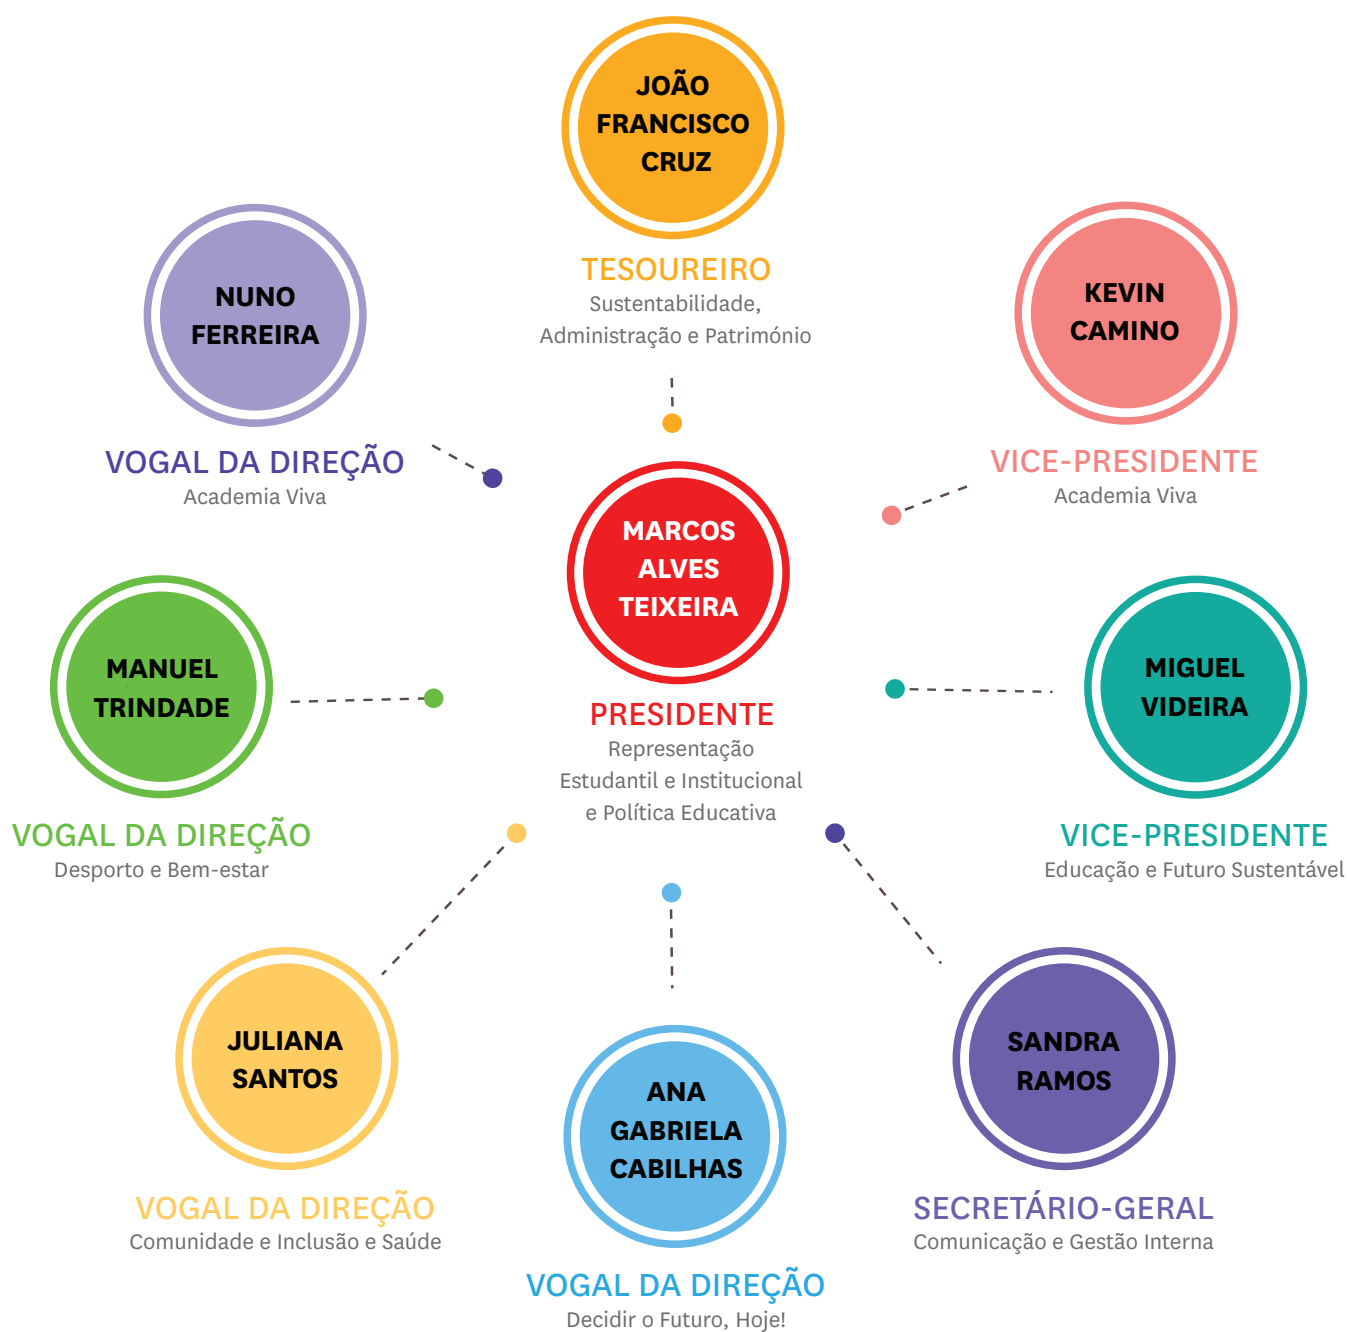 JOÃO
FRANCISCO
CRUZ
TESOUREIRO
Sustentabilidade,
Administração e Património
NUNO
FERREIRA
VOGAL DA DIREÇÃO
Academia Viva
KEVIN
CAMINO
VICE-PRESIDENTE
Academia Viva
MARCOS
ALVES
TEIXEIRA
PRESIDENTE
Representação
Estudantil e Institucional
e Política Educativa
MANUEL
TRINDADE
VOGAL DA DIREÇÃO
Desporto e Bem-estar
MIGUEL
VIDEIRA
VICE-PRESIDENTE
Educação e Futuro Sustentável
JULIANA
SANTOS
VOGAL DA DIREÇÃO
Comunidade e Inclusão e Saúde
ANA
GABRIELA
CABILHAS
VOGAL DA DIREÇÃO
Decidir o Futuro, Hoje!
SANDRA
RAMOS
SECRETÁRIO-GERAL
Comunicação e Gestão Interna